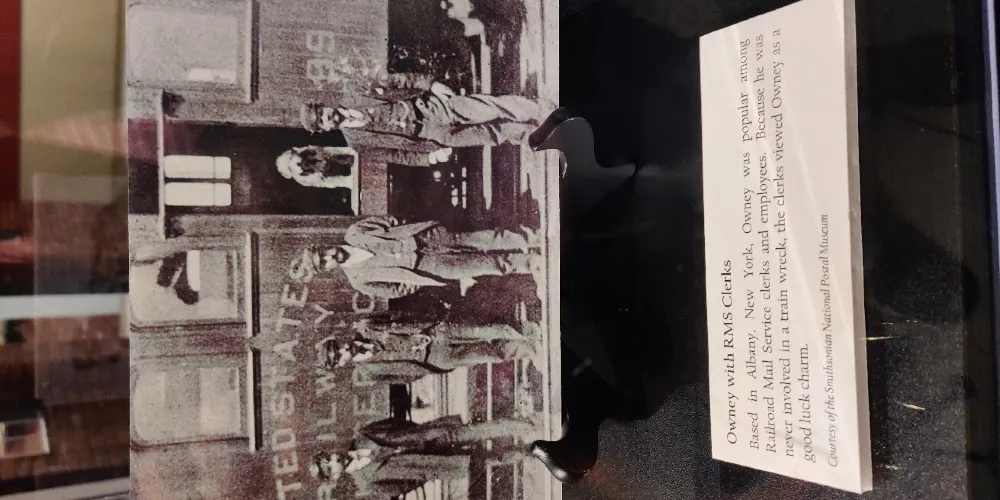 TED STATES
LWAY
ERVIC
89
Owney with RMS Clerks
Based in Albany, New York, Owney was popular among
Railroad Mail Service clerks and employees. Because he was
never involved in a train wreck, the clerks viewed Owney as a
good luck charm.
Courtesy of the Smithsonian National Postal Museum